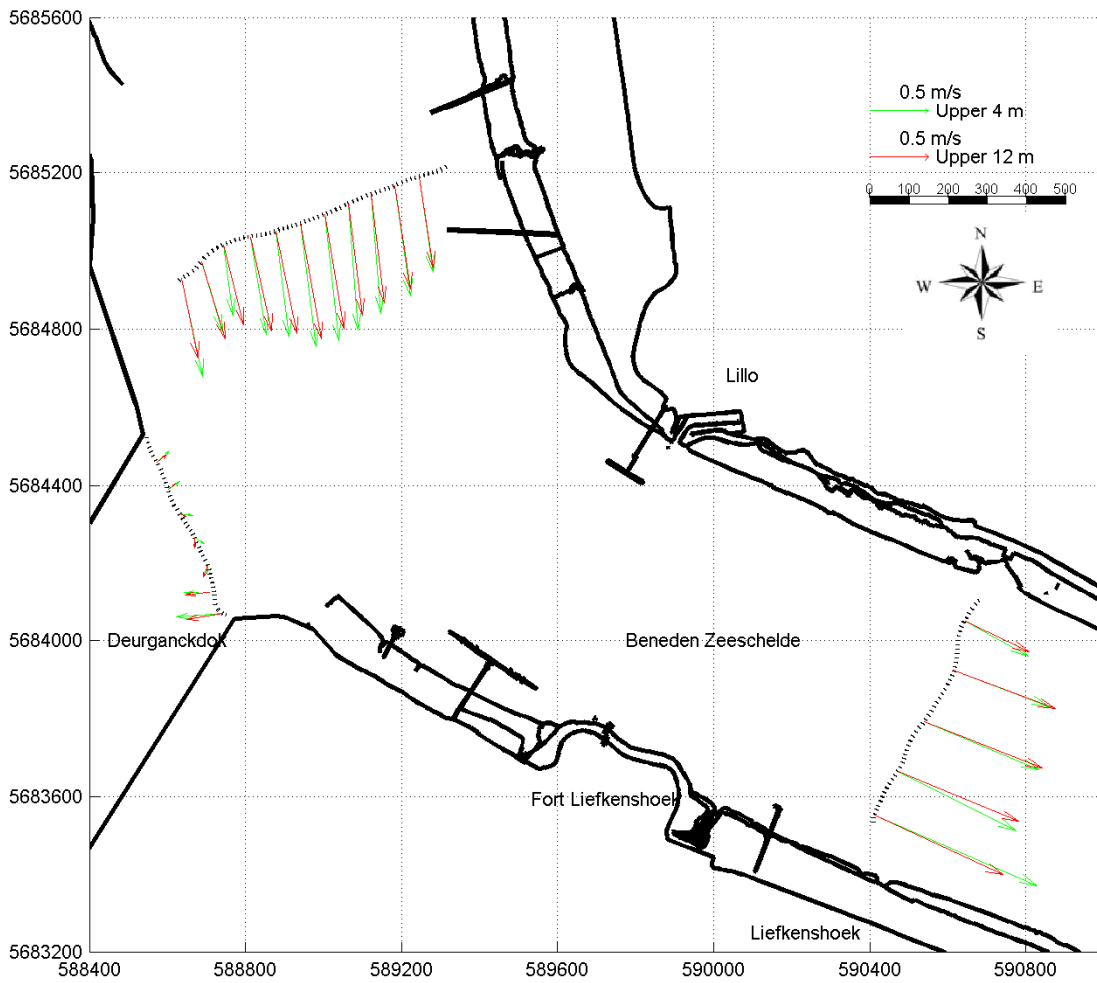 5685600
0.5 m/s
Upper 4 m
0.5 m/s
Upper 12 m
5685200
0 100 200 300 400 500
N
W E
S
5684800
Lillo
5684400
5684000
Deurganckdok
Beneden Zeeschelde
5683600
Fort Liefkenshoek
Liefkenshoek
5683200
588400 588800 589200 589600 590000 590400 590800